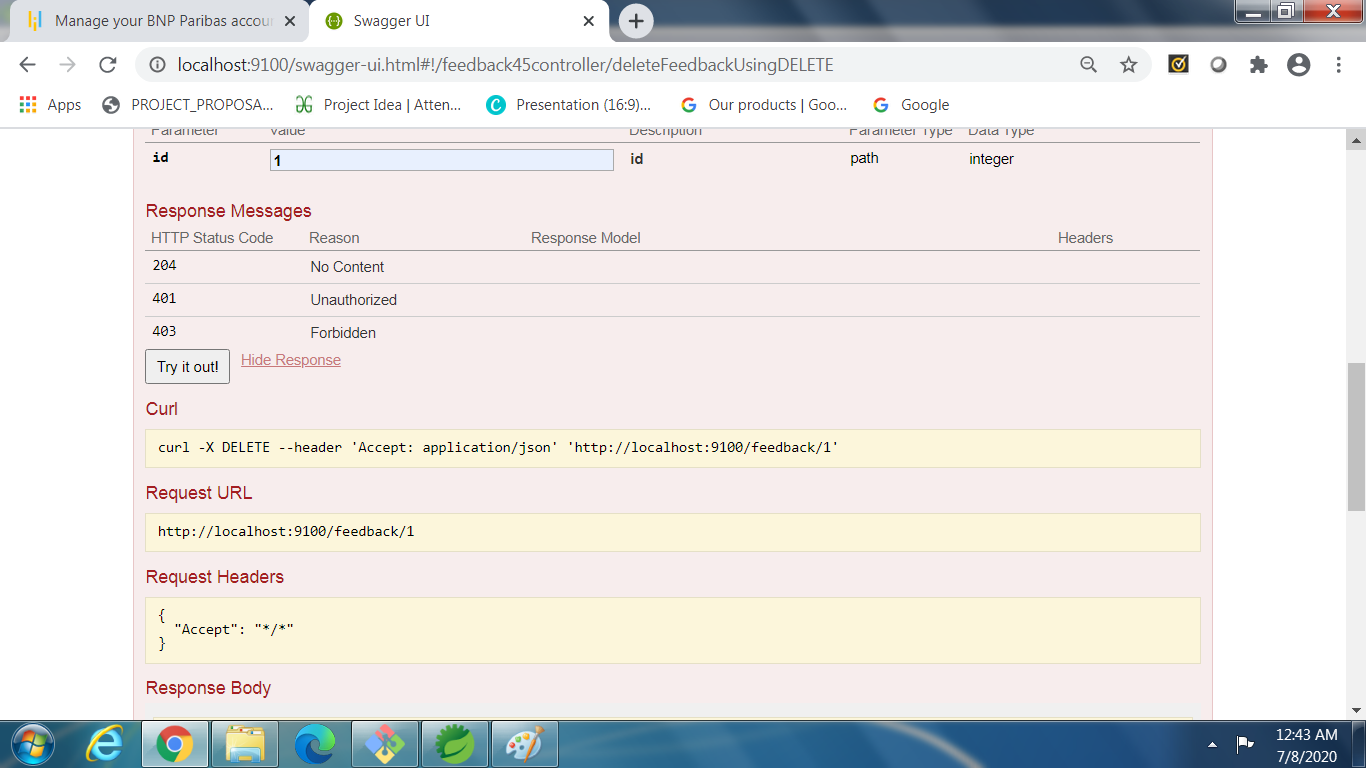 Manage your BNP Paribas accou
Swagger UI
localhost:9100/swagger-ui.html#!/feedback45controller/deleteFeedbackUsingDELETE
Apps PROJECT_PROPOSA... Project Idea | Atten... Presentation (16:9)... Our products | Goo... Google
Parameter Value Description Parameter Type Data Type
id 1 id path integer
Response Messages
HTTP Status Code Reason Response Model Headers
204 No Content
401 Unauthorized
403 Forbidden
Try it out! Hide Response
Curl
curl -X DELETE --header 'Accept: application/json' 'http://localhost:9100/feedback/1'
Request URL
http://localhost:9100/feedback/1
Request Headers
{
"Accept": "*/*"
}
Response Body
12:43 AM
7/8/2020